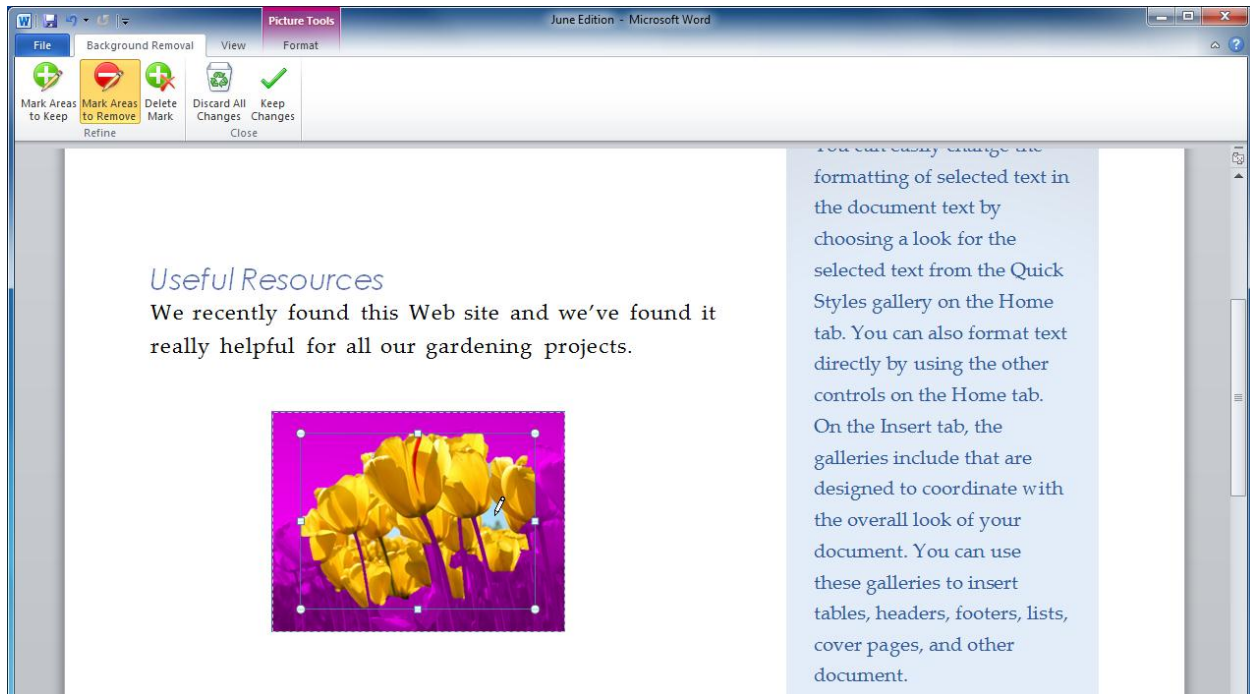 Picture Tools
June Edition - Microsoft Word
File Background Removal View Format
Mark Areas to Keep
Mark Areas to Remove
Delete Mark
Discard All Changes
Keep Changes
Refine
Close
Useful Resources
We recently found this Web site and we've found it
really helpful for all our gardening projects.
You can easily change the
formatting of selected text in
the document text by
choosing a look for the
selected text from the Quick
Styles gallery on the Home
tab. You can also format text
directly by using the other
controls on the Home tab.
On the Insert tab, the
galleries include that are
designed to coordinate with
the overall look of your
document. You can use
these galleries to insert
tables, headers, footers, lists,
cover pages, and other
document.